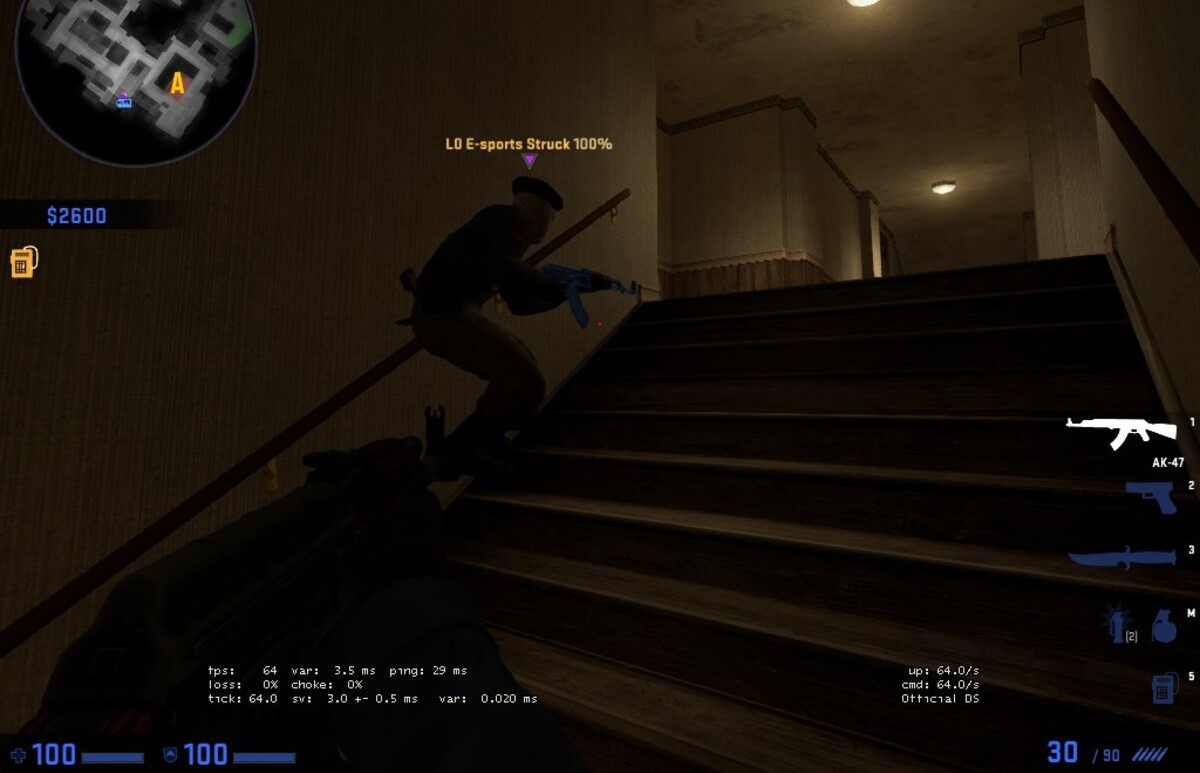 A
L0 E-sports Struck 100%
$2600
1
AK-47
2
3
M
(2)
5
fps: 64 var: 3.5 ms ping: 29 ms
loss: 0% choke: 0%
tick: 64.0 sv: 3.0 +- 0.5 ms var: 0.020 ms
up: 64.0/s
cmd: 64.0/s
Official DS
100
100
30 / 90